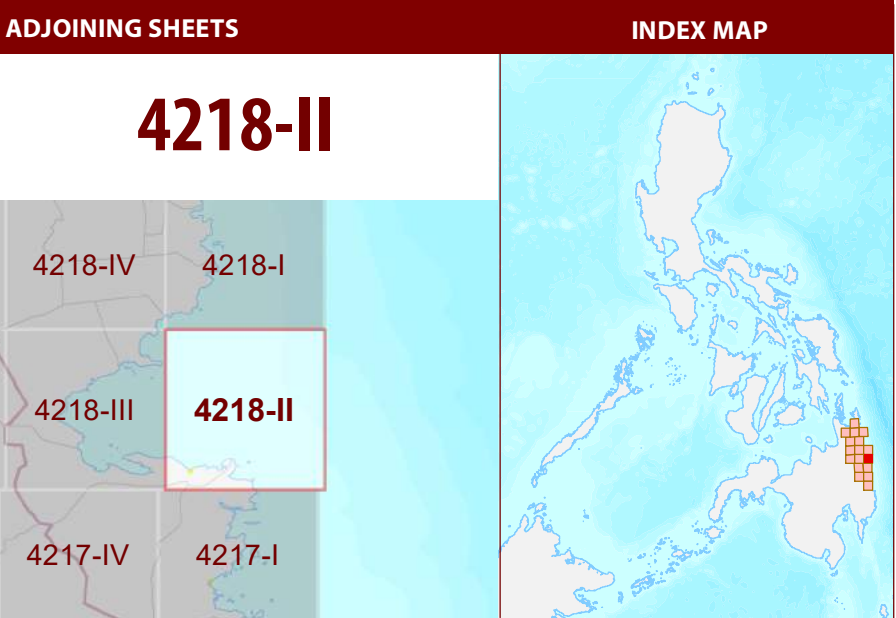 ADJOINING SHEETS
INDEX MAP
4218-II
4218-IV
4218-I
4218-III
4218-II
4217-IV
4217-I